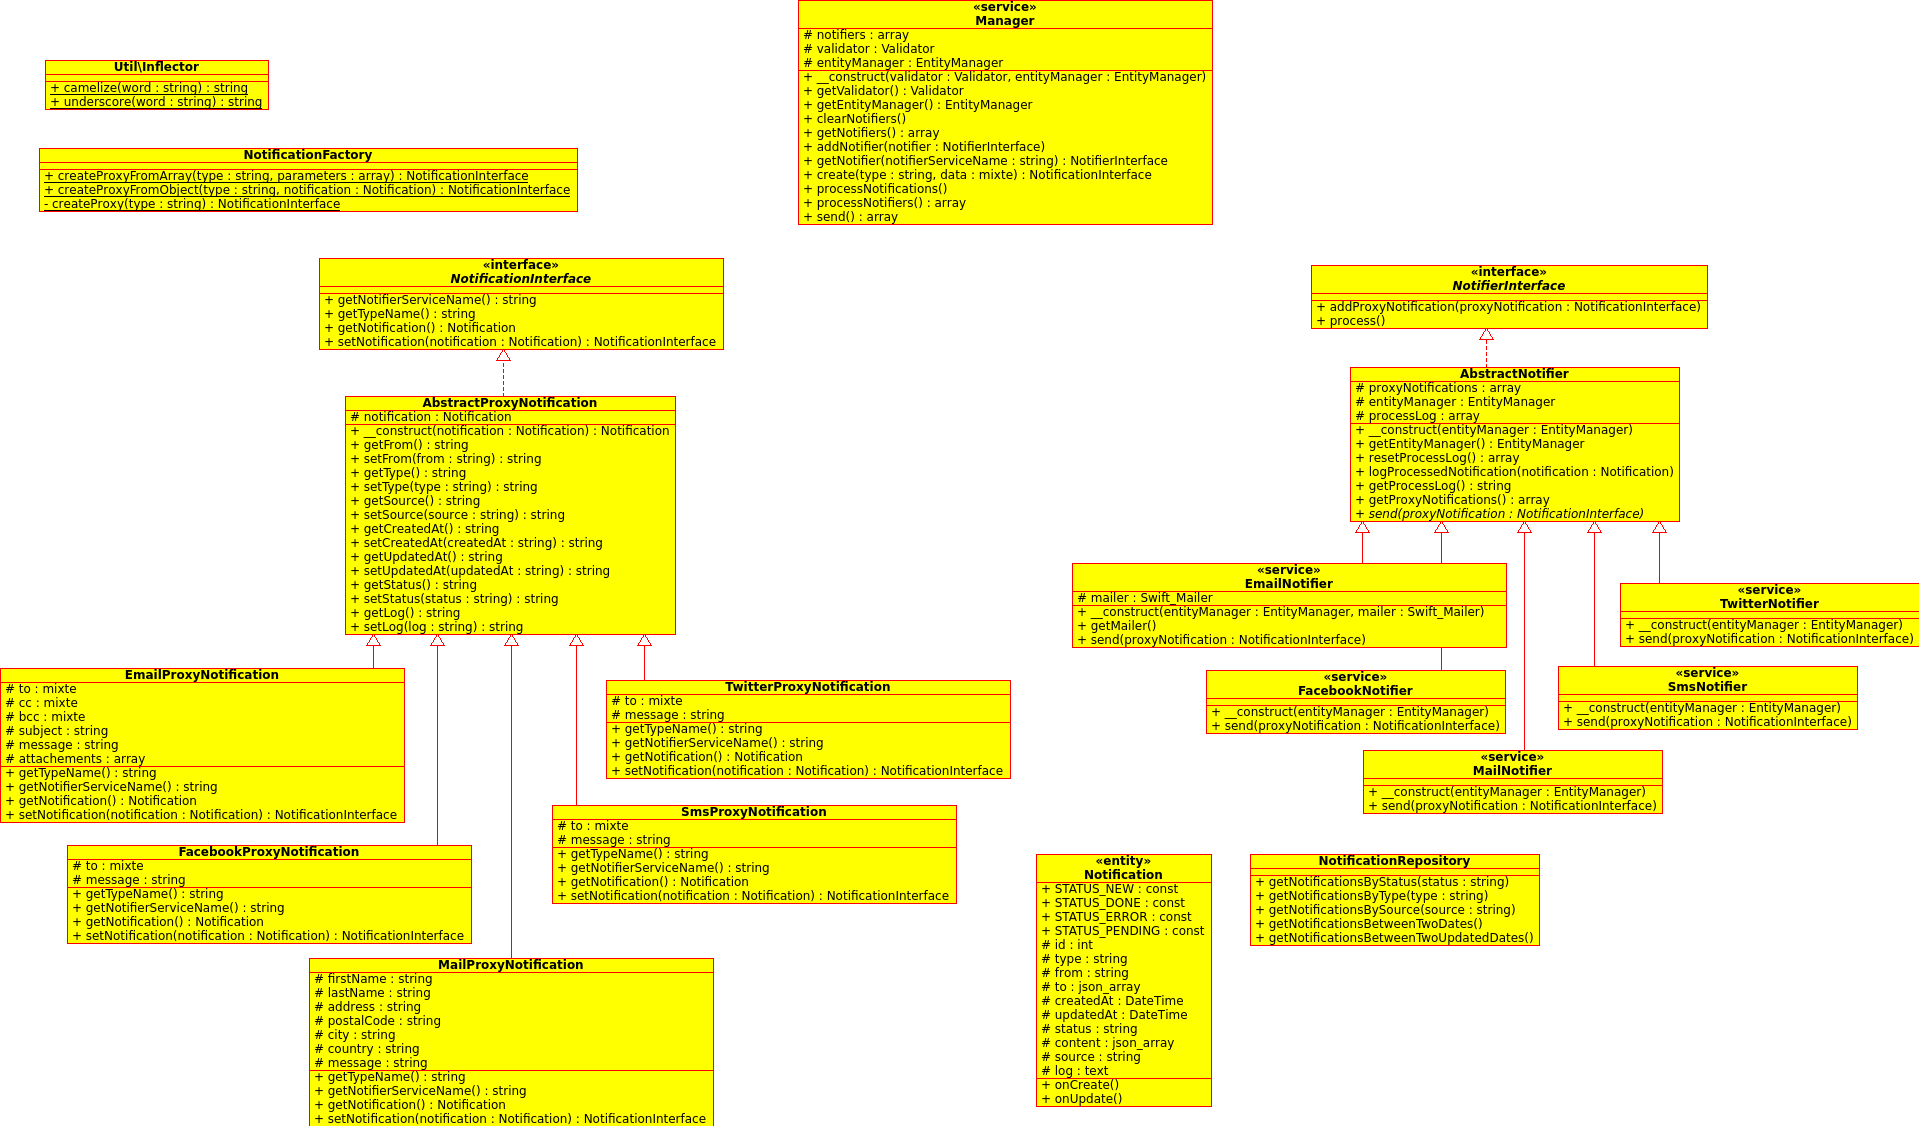 «service»
Manager
# notifiers : array
# validator : Validator
# entityManager : EntityManager
+ __construct(validator : Validator, entityManager : EntityManager)
+ getValidator() : Validator
+ getEntityManager() : EntityManager
+ clearNotifiers()
+ getNotifiers() : array
+ addNotifier(notifier : NotifierInterface)
+ getNotifier(notifierServiceName : string) : NotifierInterface
+ create(type : string, data : mixte) : NotificationInterface
+ processNotifications()
+ processNotifiers() : array
+ send() : array
Util\Inflector
+ camelize(word : string) : string
+ underscore(word : string) : string
NotificationFactory
+ createProxyFromArray(type : string, parameters : array) : NotificationInterface
+ createProxyFromObject(type : string, notification : Notification) : NotificationInterface
- createProxy(type : string) : NotificationInterface
«interface»
NotificationInterface
+ getNotifierServiceName() : string
+ getTypeName() : string
+ getNotification() : Notification
+ setNotification(notification : Notification) : NotificationInterface
«interface»
NotifierInterface
+ addProxyNotification(proxyNotification : NotificationInterface)
+ process()
AbstractProxyNotification
# notification : Notification
+ __construct(notification : Notification) : Notification
+ getFrom() : string
+ setFrom(from : string) : string
+ getType() : string
+ setType(type : string) : string
+ getSource() : string
+ setSource(source : string) : string
+ getCreatedAt() : string
+ setCreatedAt(createdAt : string) : string
+ getUpdatedAt() : string
+ setUpdatedAt(updatedAt : string) : string
+ getStatus() : string
+ setStatus(status : string) : string
+ getLog() : string
+ setLog(log : string) : string
AbstractNotifier
# proxyNotifications : array
# entityManager : EntityManager
# processLog : array
+ __construct(entityManager : EntityManager)
+ getEntityManager() : EntityManager
+ resetProcessLog() : array
+ logProcessedNotification(notification : Notification)
+ getProcessLog() : string
+ getProxyNotifications() : array
+ send(proxyNotification : NotificationInterface)
«service»
EmailNotifier
# mailer : Swift_Mailer
+ __construct(entityManager : EntityManager, mailer : Swift_Mailer)
+ getMailer()
+ send(proxyNotification : NotificationInterface)
«service»
TwitterNotifier
+ __construct(entityManager : EntityManager)
+ send(proxyNotification : NotificationInterface)
«service»
FacebookNotifier
+ __construct(entityManager : EntityManager)
+ send(proxyNotification : NotificationInterface)
«service»
SmsNotifier
+ __construct(entityManager : EntityManager)
+ send(proxyNotification : NotificationInterface)
«service»
MailNotifier
+ __construct(entityManager : EntityManager)
+ send(proxyNotification : NotificationInterface)
EmailProxyNotification
# to : mixte
# cc : mixte
# bcc : mixte
# subject : string
# message : string
# attachements : array
+ getTypeName() : string
+ getNotifierServiceName() : string
+ getNotification() : Notification
+ setNotification(notification : Notification) : NotificationInterface
TwitterProxyNotification
# to : mixte
# message : string
+ getTypeName() : string
+ getNotifierServiceName() : string
+ getNotification() : Notification
+ setNotification(notification : Notification) : NotificationInterface
SmsProxyNotification
# to : mixte
# message : string
+ getTypeName() : string
+ getNotifierServiceName() : string
+ getNotification() : Notification
+ setNotification(notification : Notification) : NotificationInterface
FacebookProxyNotification
# to : mixte
# message : string
+ getTypeName() : string
+ getNotifierServiceName() : string
+ getNotification() : Notification
+ setNotification(notification : Notification) : NotificationInterface
MailProxyNotification
# firstName : string
# lastName : string
# address : string
# postalCode : string
# city : string
# country : string
# message : string
+ getTypeName() : string
+ getNotifierServiceName() : string
+ getNotification() : Notification
+ setNotification(notification : Notification) : NotificationInterface
«entity»
Notification
+ STATUS_NEW : const
+ STATUS_DONE : const
+ STATUS_ERROR : const
+ STATUS_PENDING : const
# id : int
# type : string
# from : string
# to : json_array
# createdAt : DateTime
# updatedAt : DateTime
# status : string
# content : json_array
# source : string
# log : text
+ onCreate()
+ onUpdate()
NotificationRepository
+ getNotificationsByStatus(status : string)
+ getNotificationsByType(type : string)
+ getNotificationsBySource(source : string)
+ getNotificationsBetweenTwoDates()
+ getNotificationsBetweenTwoUpdatedDates()